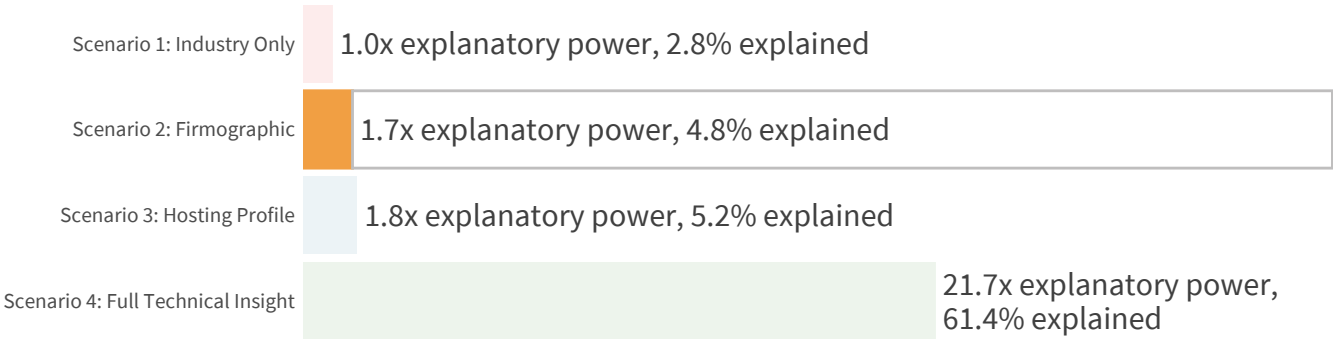 Scenario 1: Industry Only
1.0x explanatory power, 2.8% explained
Scenario 2: Firmographic
1.7x explanatory power, 4.8% explained
Scenario 3: Hosting Profile
1.8x explanatory power, 5.2% explained
Scenario 4: Full Technical Insight
21.7x explanatory power,
61.4% explained